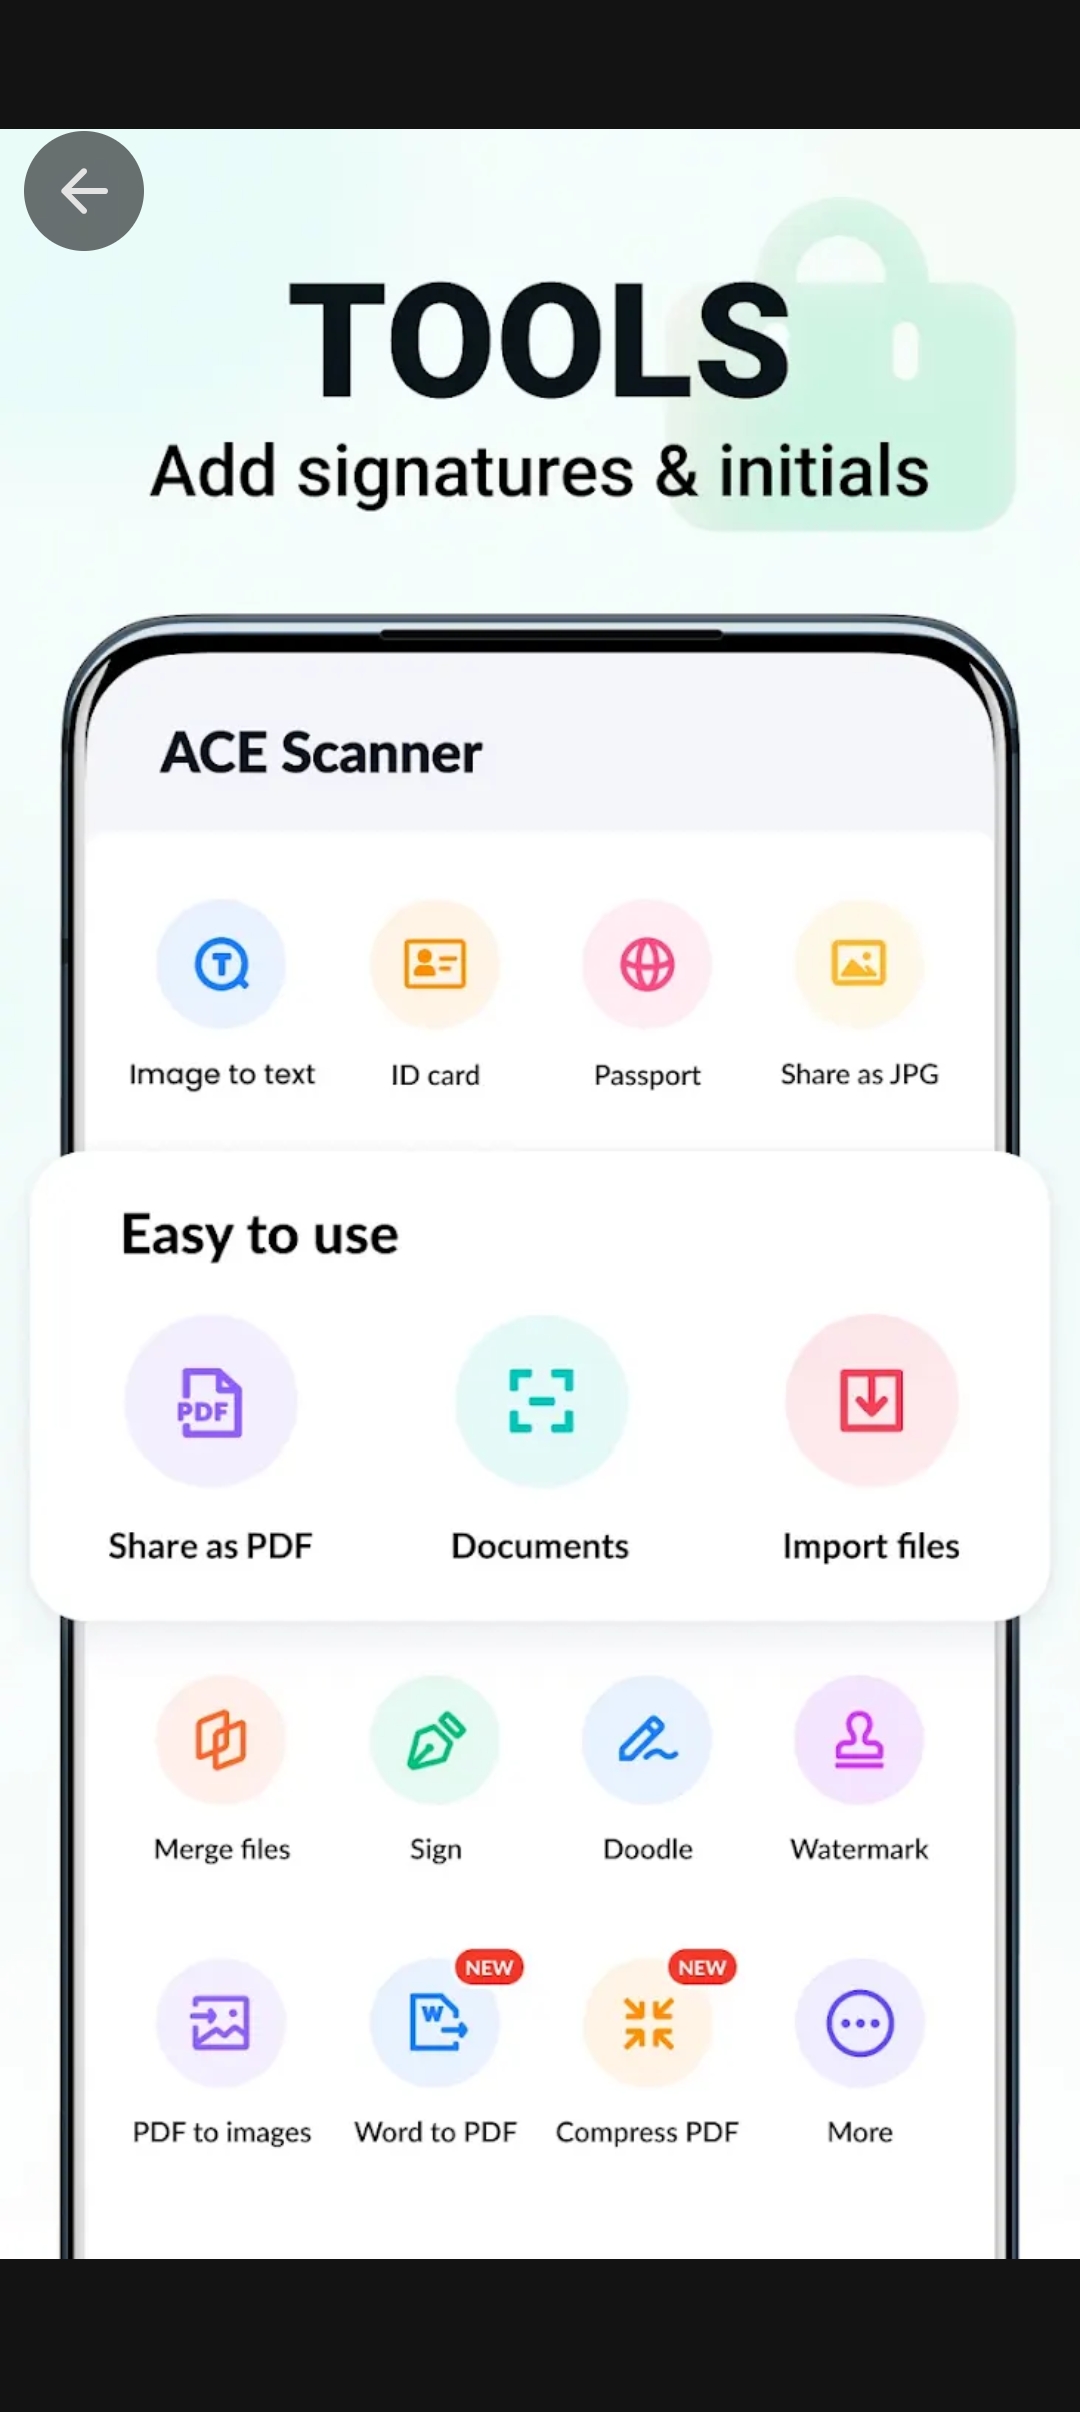 TOOLS
Add signatures & initials
ACE Scanner
Image to text
ID card
Passport
Share as JPG
Easy to use
PDF
Share as PDF
Documents
Import files
Merge files
Sign
Doodle
Watermark
NEW
NEW
PDF to images
Word to PDF
Compress PDF
More